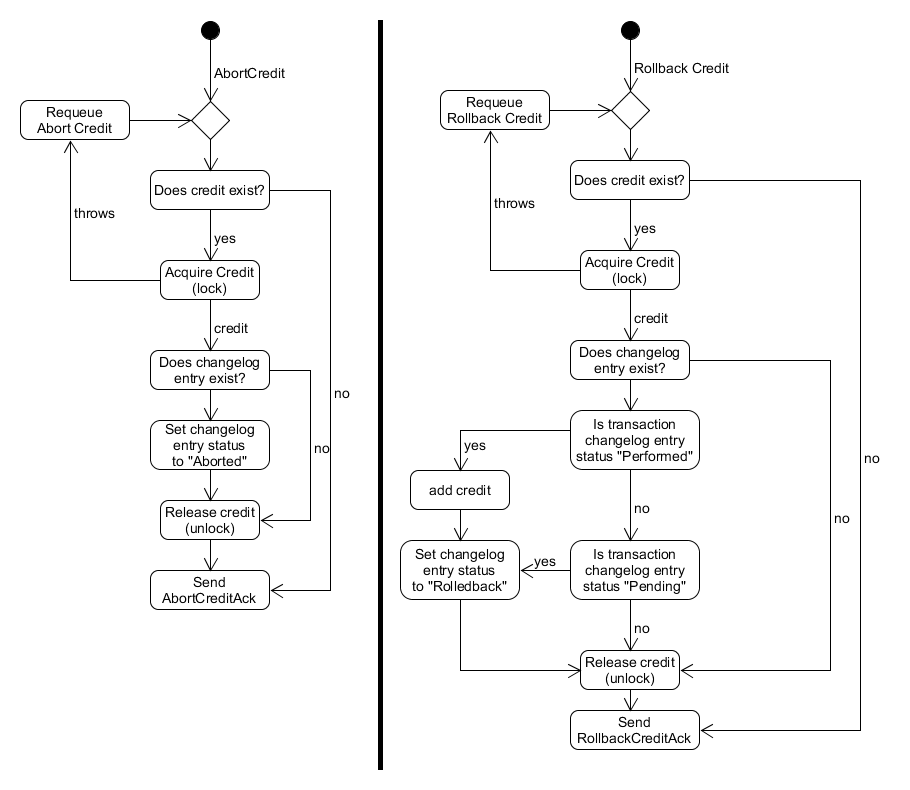 AbortCredit
Requeue
Abort Credit
Does credit exist?
throws
yes
Acquire Credit
(lock)
credit
Does changelog
entry exist?
no
Set changelog
entry status
to "Aborted"
no
Release credit
(unlock)
Send
AbortCreditAck
Rollback Credit
Requeue
Rollback Credit
Does credit exist?
throws
yes
Acquire Credit
(lock)
credit
Does changelog
entry exist?
Is transaction
changelog entry
status "Performed"
yes
no
add credit
no
no
Set changelog
entry status
to "Rolledback"
yes
Is transaction
changelog entry
status "Pending"
no
Release credit
(unlock)
Send
RollbackCreditAck